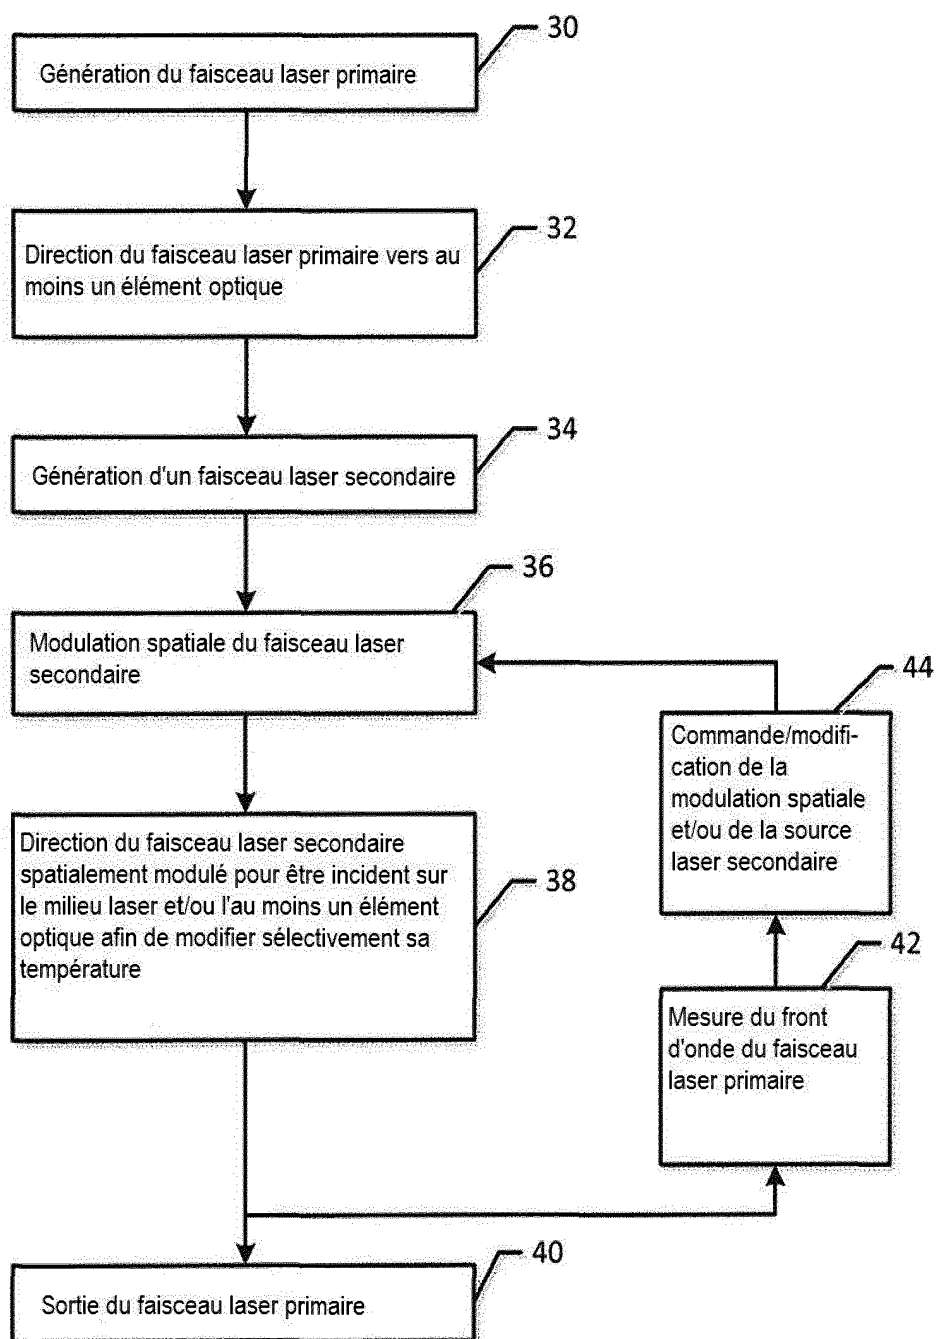 30
Génération du faisceau laser primaire
32
Direction du faisceau laser primaire vers au
moins un élément optique
34
Génération d'un faisceau laser secondaire
36
Modulation spatiale du faisceau laser
secondaire
44
Commande/modifi-
cation de la
modulation spatiale
et/ou de la source
laser secondaire
Direction du faisceau laser secondaire
spatialement modulé pour être incident sur
le milieu laser et/ou l'au moins un élément
optique afin de modifier sélectivement sa
température
38
42
Mesure du front
d'onde du faisceau
laser primaire
40
Sortie du faisceau laser primaire